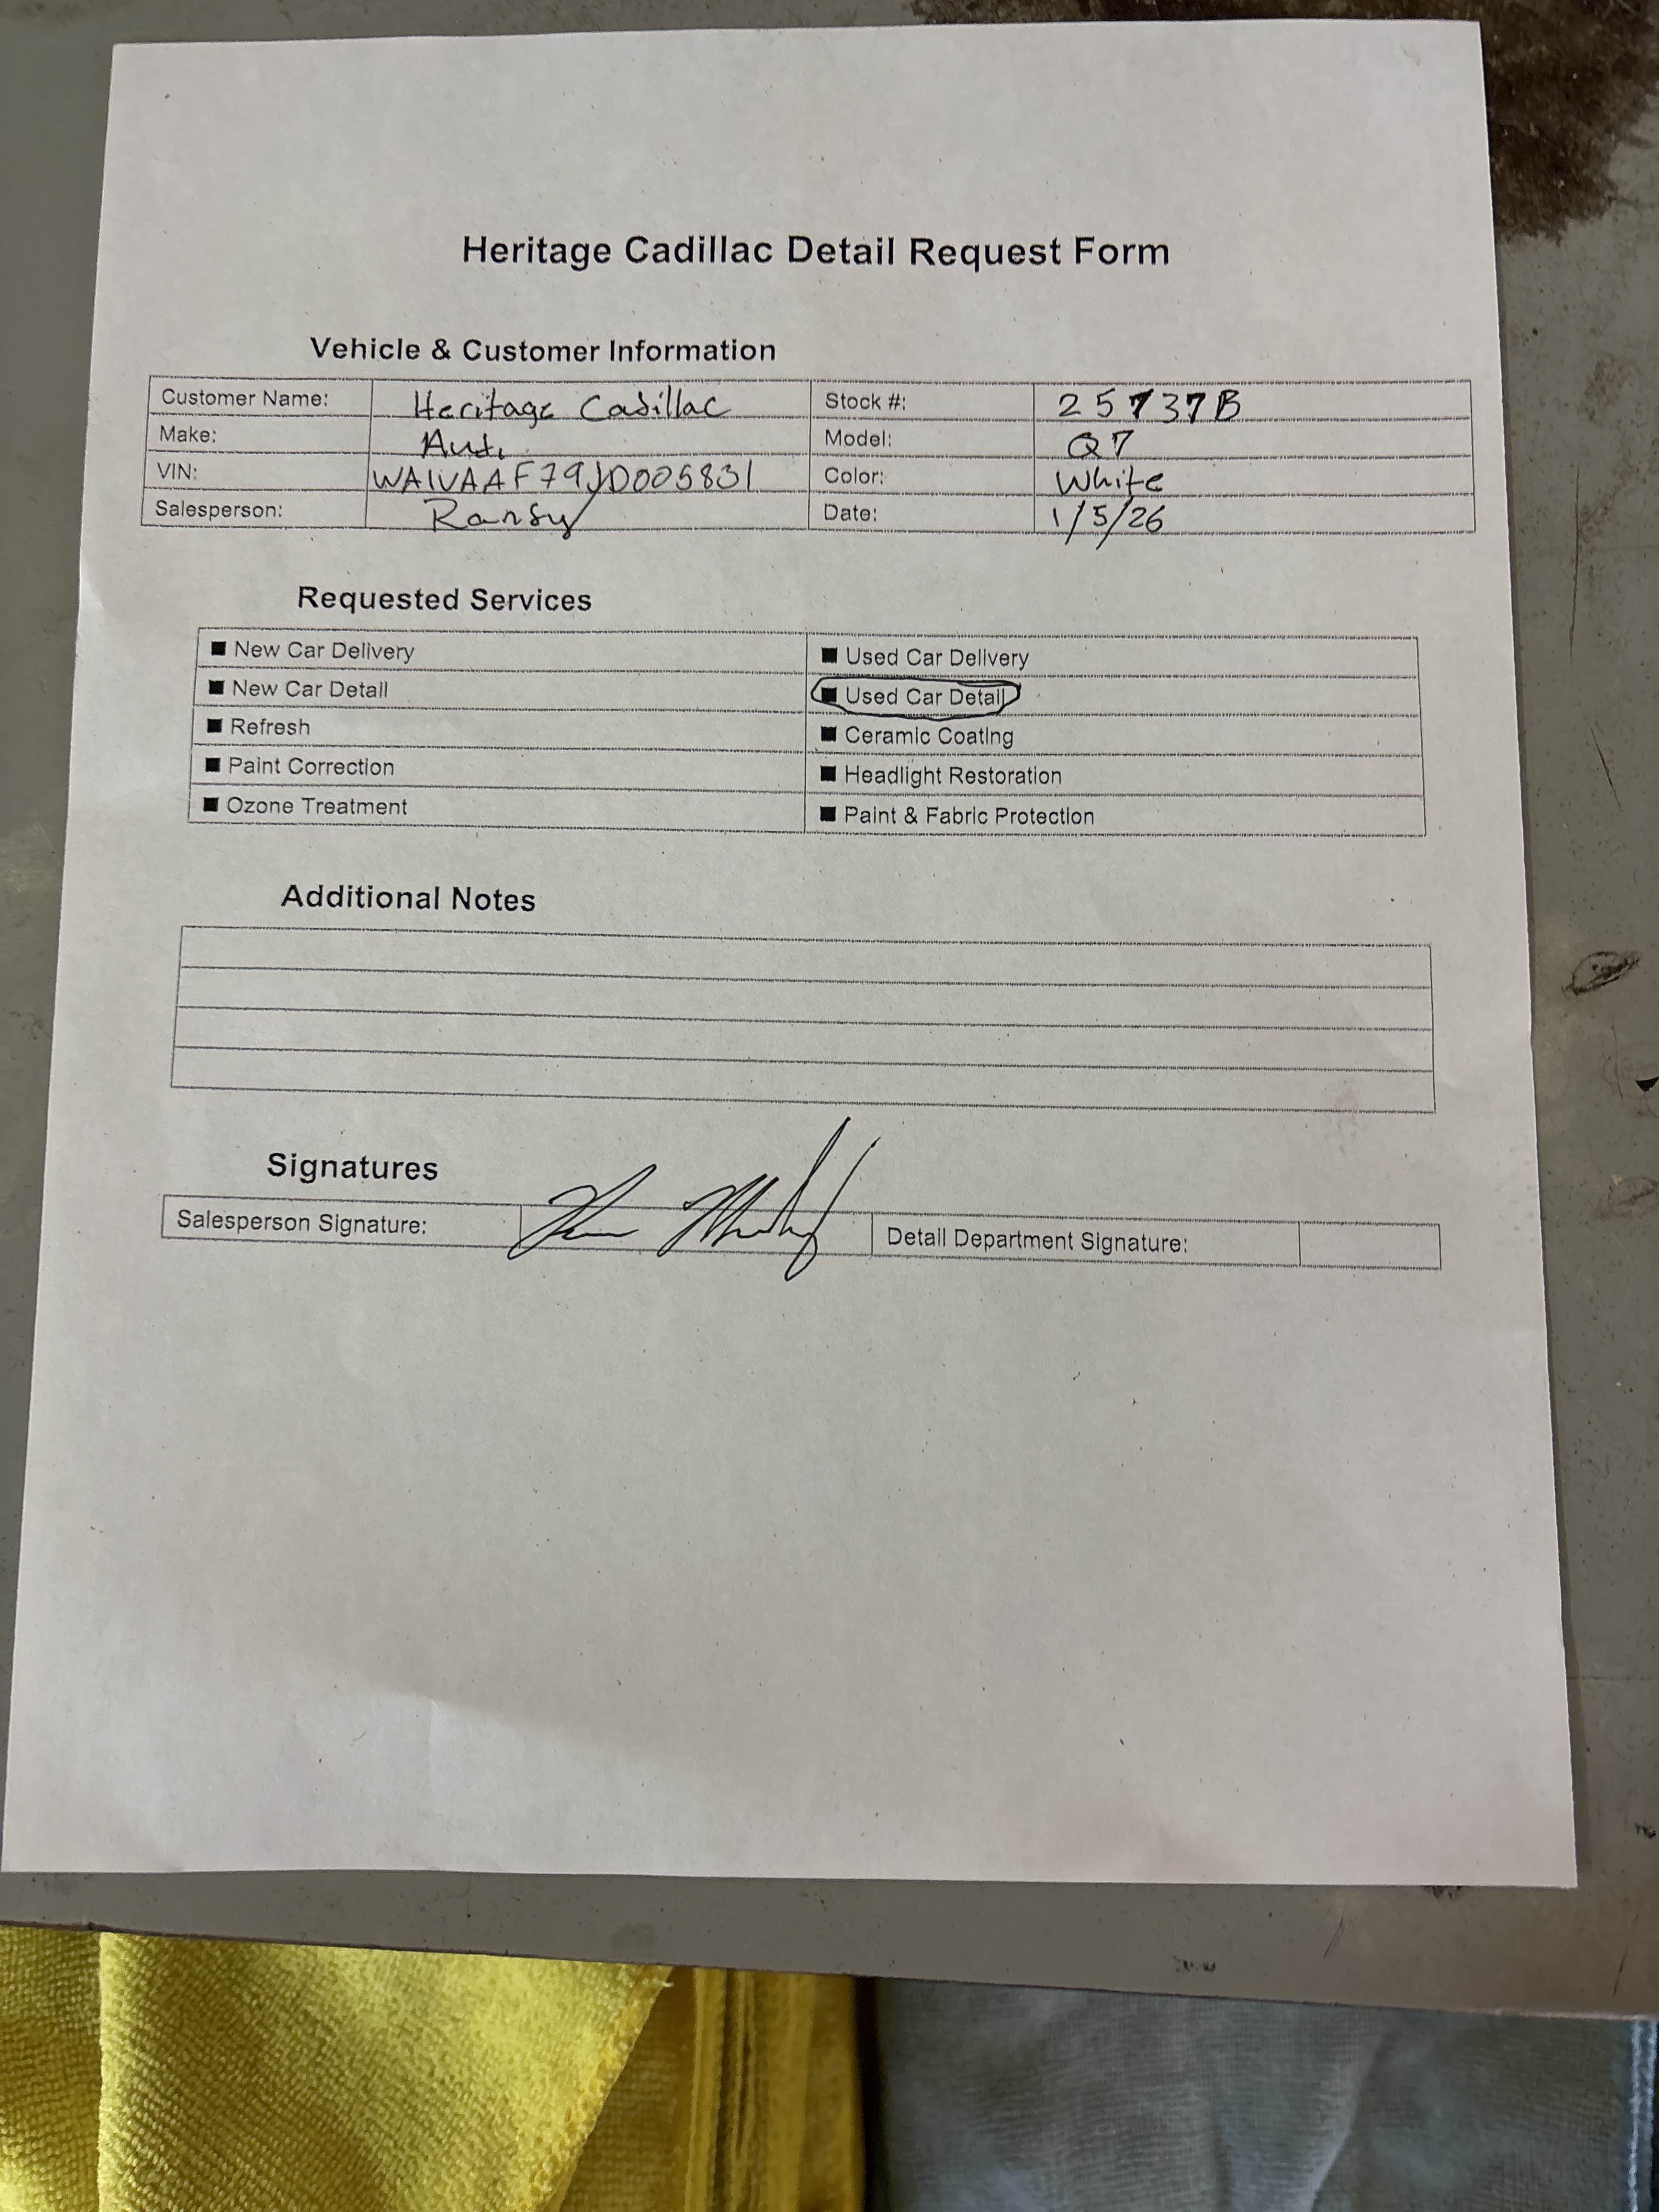 Heritage Cadillac Detail Request Form
Vehicle & Customer Information
Customer Name: Heritage Cadillac Stock #: 25737B
Make: Audi Model: Q7
VIN: WA1VAAF79JD005831 Color: White
Salesperson: Date: 1/5/26
Requested Services
■ New Car Delivery ■ Used Car Delivery
■ New Car Detail ■ Used Car Detail
■ Refresh ■ Ceramic Coating
■ Paint Correction ■ Headlight Restoration
■ Ozone Treatment ■ Paint & Fabric Protection
Additional Notes
Signatures
Salesperson Signature: Detail Department Signature: